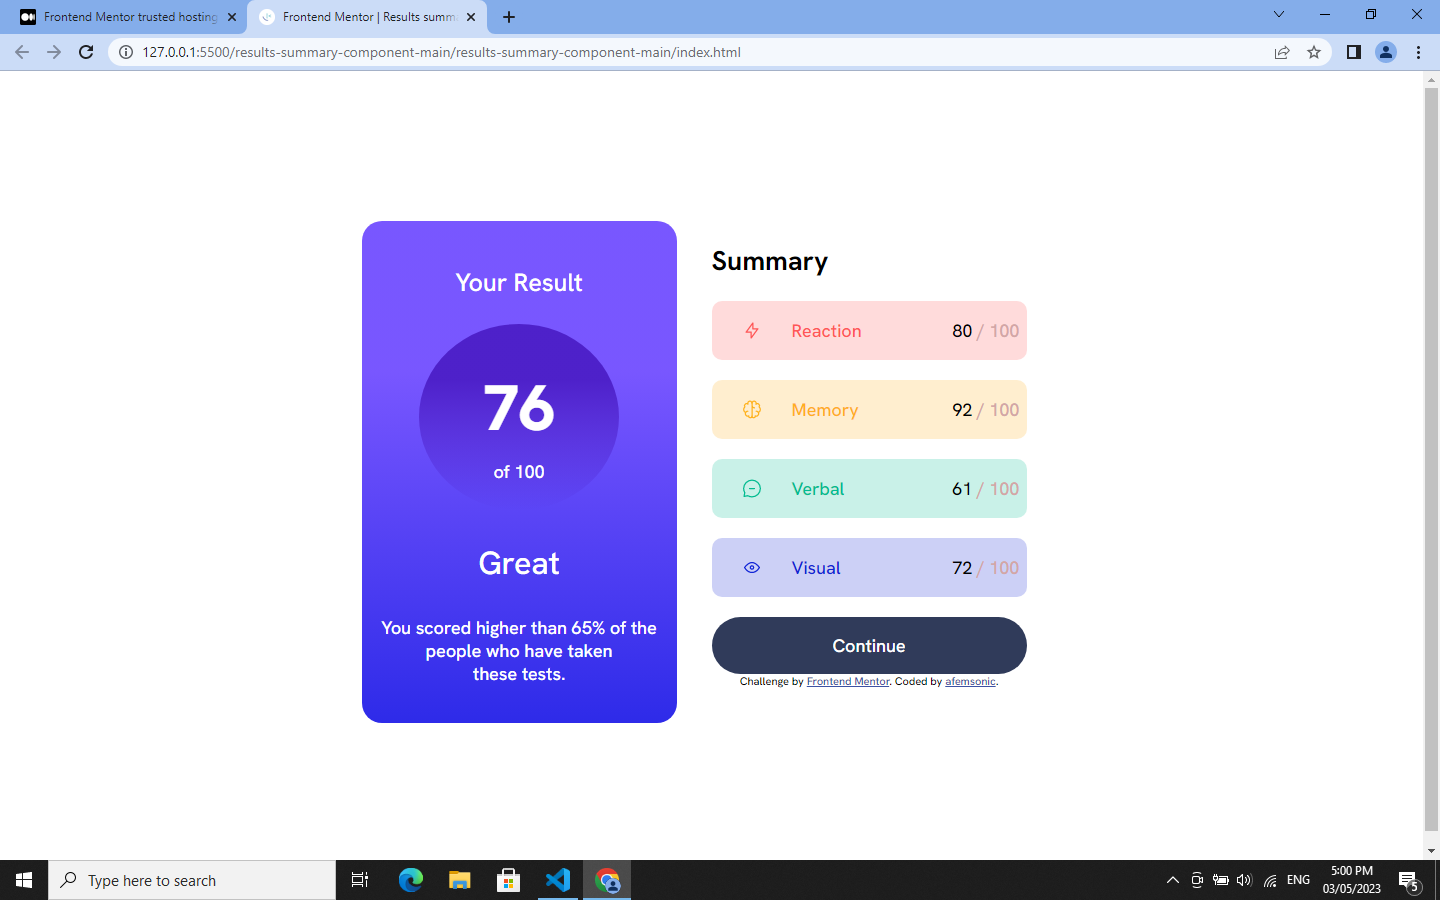 Frontend Mentor trusted hosting
Frontend Mentor | Results summ
127.0.0.1:5500/results-summary-component-main/results-summary-component-main/index.html
Your Result
76
of 100
Great
You scored higher than 65% of the
people who have taken
these tests.
Summary
Reaction 80 / 100
Memory 92 / 100
Verbal 61 / 100
Visual 72 / 100
Continue
Challenge by Frontend Mentor. Coded by afemsonic.
Type here to search
ENG
5:00 PM
03/05/2023
5